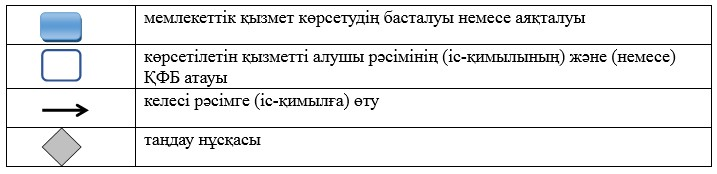 мемлекеттік қызмет көрсетудің басталуы немесе аяқталуы
көрсетілетін қызметті алушы рәсімінің (іс-қимылының) және (немесе)
ҚФБ атауы
келесі рәсімге (іс-қимылға) өту
таңдау нұсқасы